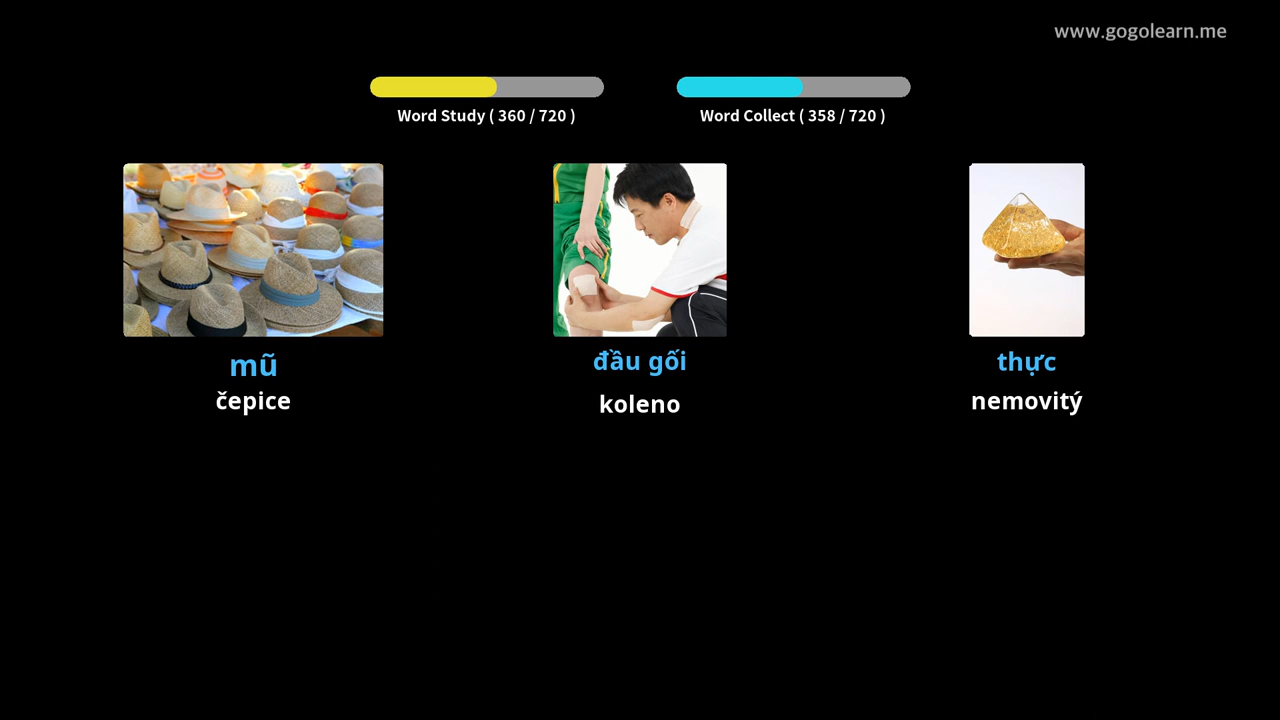 www.gogolearn.me
Word Study ( 360 / 720 )
Word Collect ( 358 / 720 )
mũ
čepice
đầu gối
koleno
thực
nemovitý